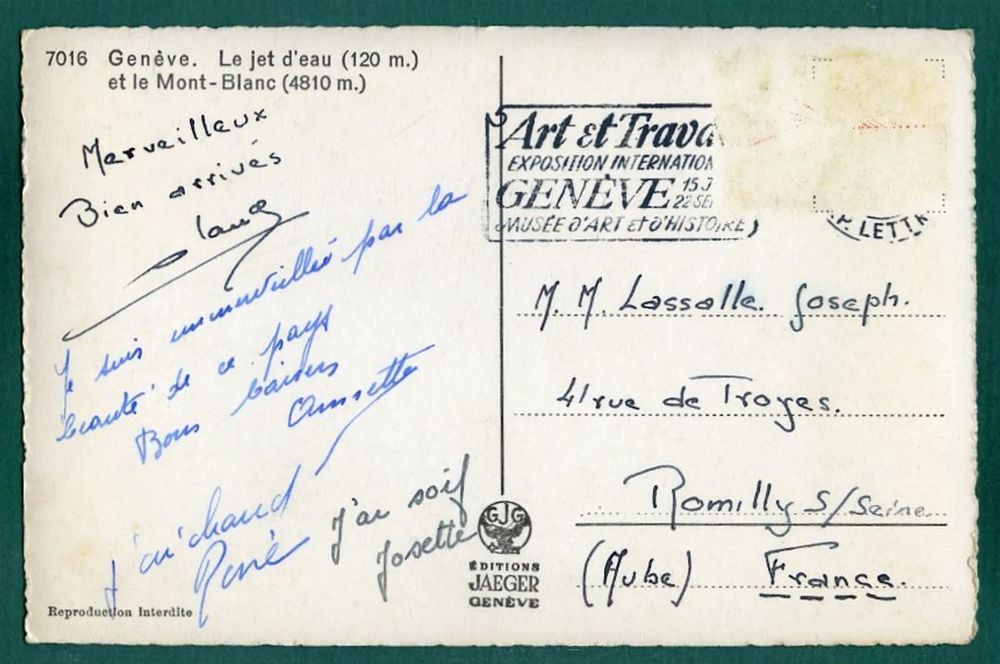 7016 Genève. Le jet d'eau (120 m.)
et le Mont-Blanc (4810 m.)
Merveilleux
Bien arrivés
Je suis émerveillée par la
beauté de ce pays
Bons baisers
j'ai chaud
René
J'ai soif
Josette
Reproduction Interdite
Art et Trava
EXPOSITION INTERNATION
GENÈVE 15 J
22 SE
MUSÉE D'ART et d'HISTOIRE
P. LETTR
M. M. Lassalle. Joseph.
41 rue de Troyes.
Romilly S/Seine
(Aube) France.
GJG
ÉDITIONS
JAEGER
GENÈVE